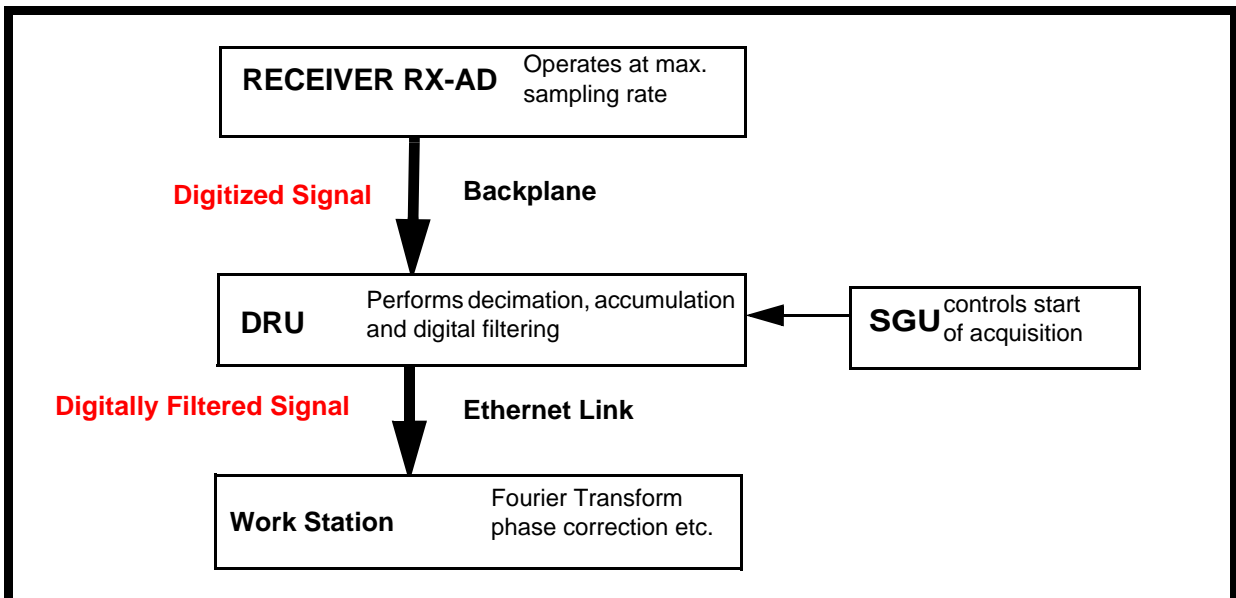 RECEIVER RX-AD
Operates at max.
sampling rate
Digitized Signal
Backplane
DRU
Performs decimation, accumulation
and digital filtering
SGU
controls start
of acquisition
Digitally Filtered Signal
Ethernet Link
Work Station
Fourier Transform
phase correction etc.